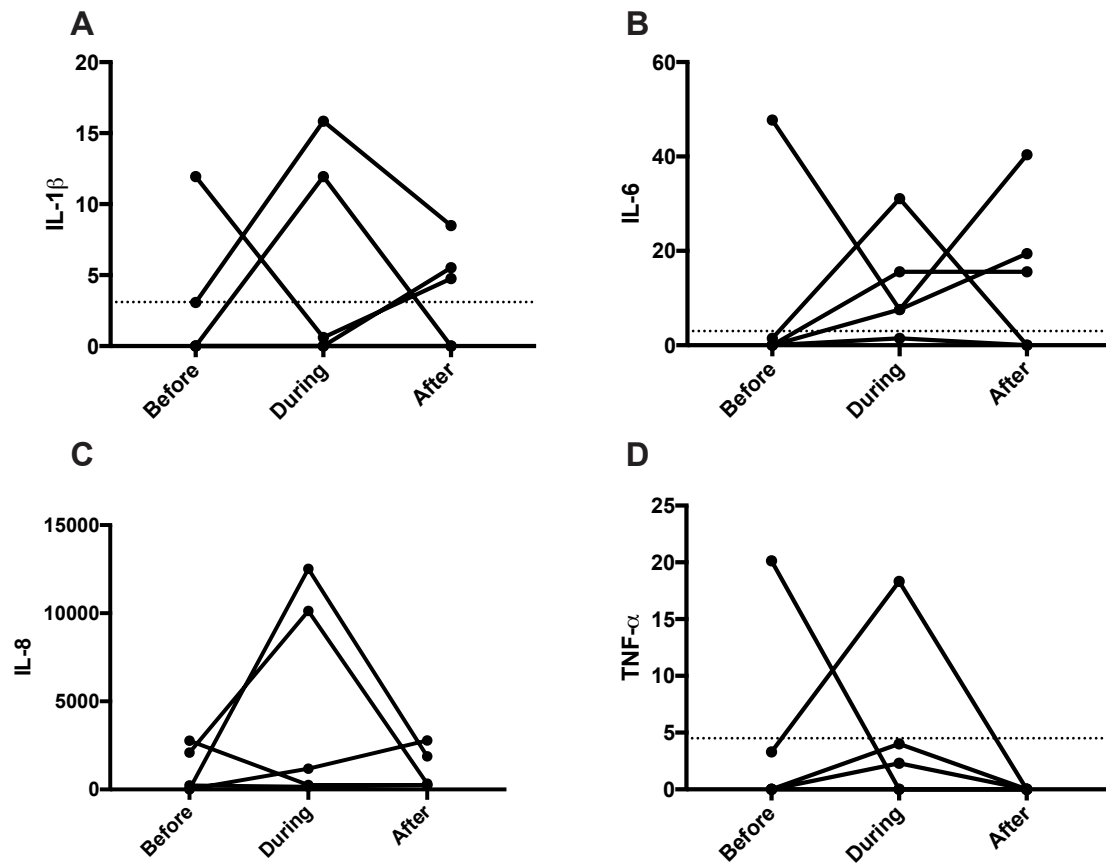 A
IL-1β
20
15
10
5
0
Before
During
After
B
IL-6
60
40
20
0
Before
During
After
C
IL-8
15000
10000
5000
0
Before
During
After
D
TNF-α
25
20
15
10
5
0
Before
During
After